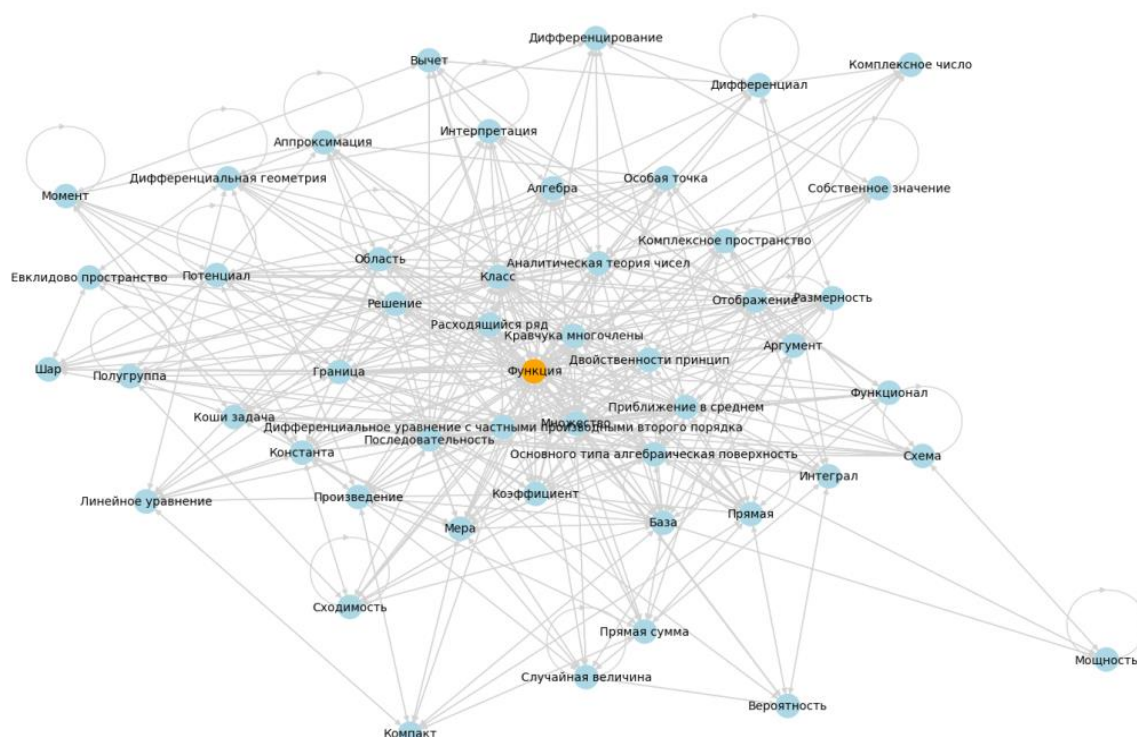 Дифференцирование
Вычет
Комплексное число
Дифференциал
Интерпретация
Аппроксимация
Дифференциальная геометрия
Момент
Алгебра
Особая точка
Собственное значение
Комплексное пространство
Область
Аналитическая теория чисел
Евклидово пространство
Потенциал
Класс
Решение
Отображение
Размерность
Расходящийся ряд
Кравчука многочлены
Аргумент
Двойственности принцип
Шар
Полугруппа
Граница
Функция
Функционал
Приближение в среднем
Коши задача
Дифференциальное уравнение с частными производными второго порядка
Множество
Последовательность
Константа
Основного типа алгебраическая поверхность
Схема
Интеграл
Линейное уравнение
Произведение
Коэффициент
Мера
База
Прямая
Сходимость
Прямая сумма
Мощность
Случайная величина
Вероятность
Компакт